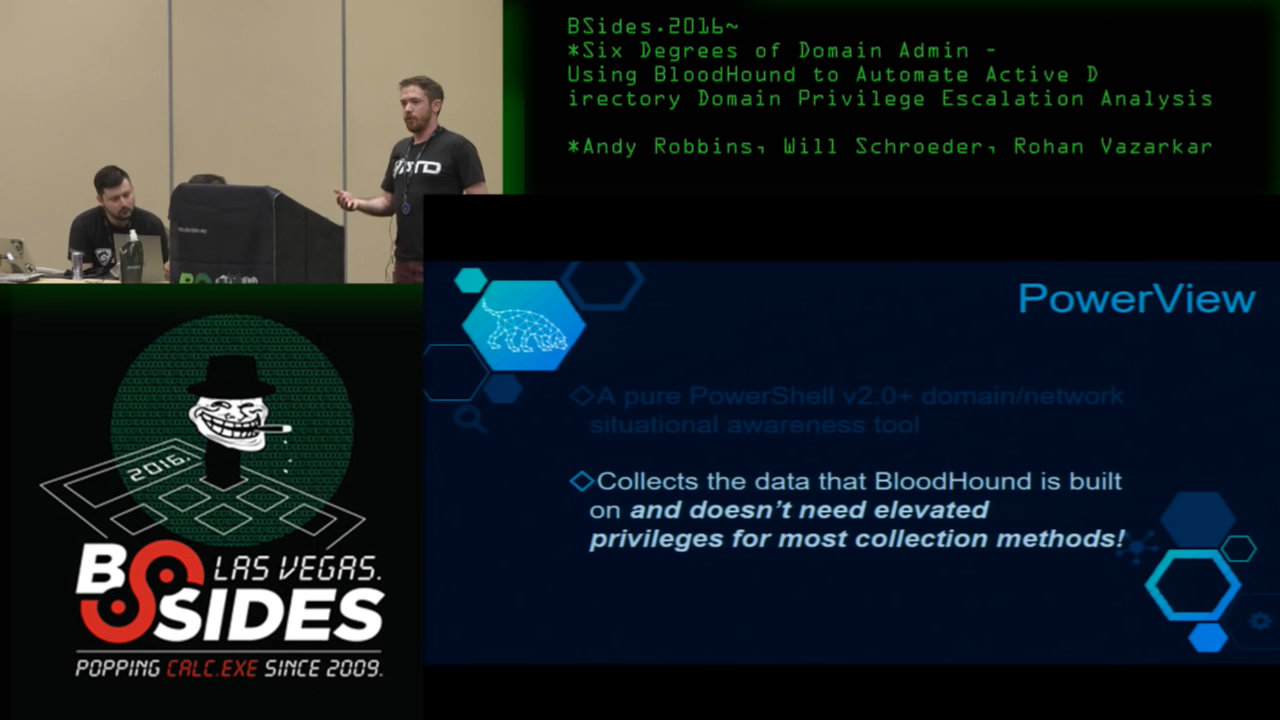 BSides.2016~
*Six Degrees of Domain Admin -
Using BloodHound to Automate Active D
irectory Domain Privilege Escalation Analysis
*Andy Robbins, Will Schroeder, Rohan Vazarkar
PowerView
A pure PowerShell v2.0+ domain/network
situational awareness tool
Collects the data that BloodHound is built
on and doesn't need elevated
privileges for most collection methods!
2016.
BSIDES
LAS VEGAS.
POPPING CALC.EXE SINCE 2009.